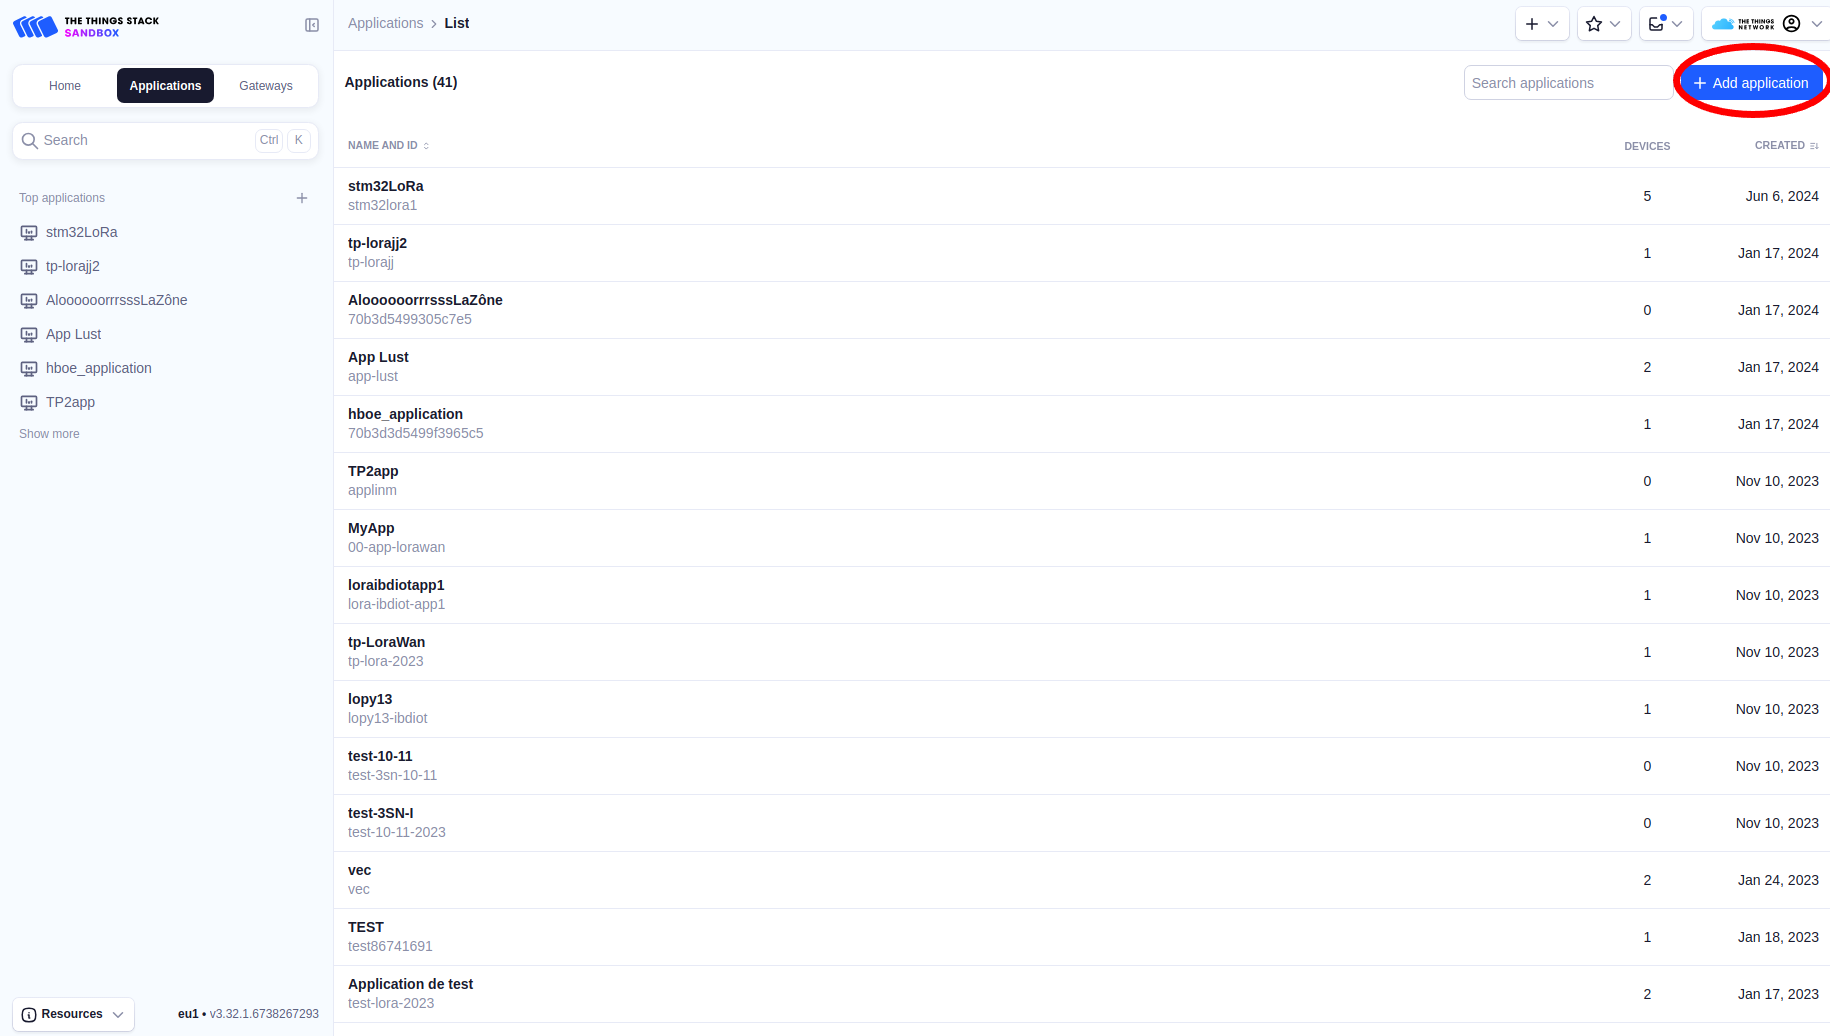 THE THINGS STACK
SANDBOX
Applications > List
THE THINGS
NETWORK
Home
Applications
Gateways
Search
Ctrl
K
Top applications
stm32LoRa
tp-lorajj2
AloooooorrrsssLaZône
App Lust
hboe_application
TP2app
Show more
Applications (41)
Search applications
+ Add application
NAME AND ID
DEVICES
CREATED
stm32LoRa
stm32lora1
5
Jun 6, 2024
tp-lorajj2
tp-lorajj
1
Jan 17, 2024
AloooooorrrsssLaZône
70b3d5499305c7e5
0
Jan 17, 2024
App Lust
app-lust
2
Jan 17, 2024
hboe_application
70b3d3d5499f3965c5
1
Jan 17, 2024
TP2app
applinm
0
Nov 10, 2023
MyApp
00-app-lorawan
1
Nov 10, 2023
loraibdiotapp1
lora-ibdiot-app1
1
Nov 10, 2023
tp-LoraWan
tp-lora-2023
1
Nov 10, 2023
lopy13
lopy13-ibdiot
1
Nov 10, 2023
test-10-11
test-3sn-10-11
0
Nov 10, 2023
test-3SN-I
test-10-11-2023
0
Nov 10, 2023
vec
vec
2
Jan 24, 2023
TEST
test86741691
1
Jan 18, 2023
Application de test
test-lora-2023
2
Jan 17, 2023
Resources
eu1 • v3.32.1.6738267293